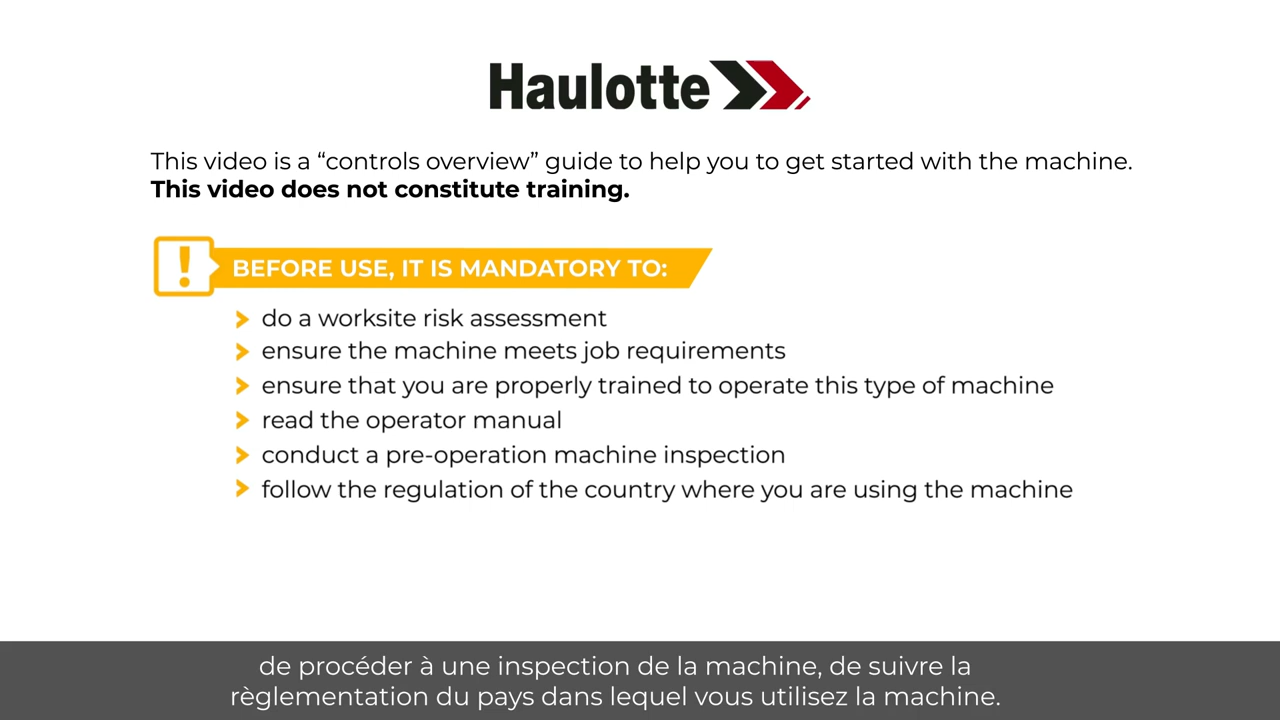 Haulotte
This video is a “controls overview” guide to help you to get started with the machine.
This video does not constitute training.
! BEFORE USE, IT IS MANDATORY TO:
do a worksite risk assessment
ensure the machine meets job requirements
ensure that you are properly trained to operate this type of machine
read the operator manual
conduct a pre-operation machine inspection
follow the regulation of the country where you are using the machine
de procéder à une inspection de la machine, de suivre la
règlementation du pays dans lequel vous utilisez la machine.